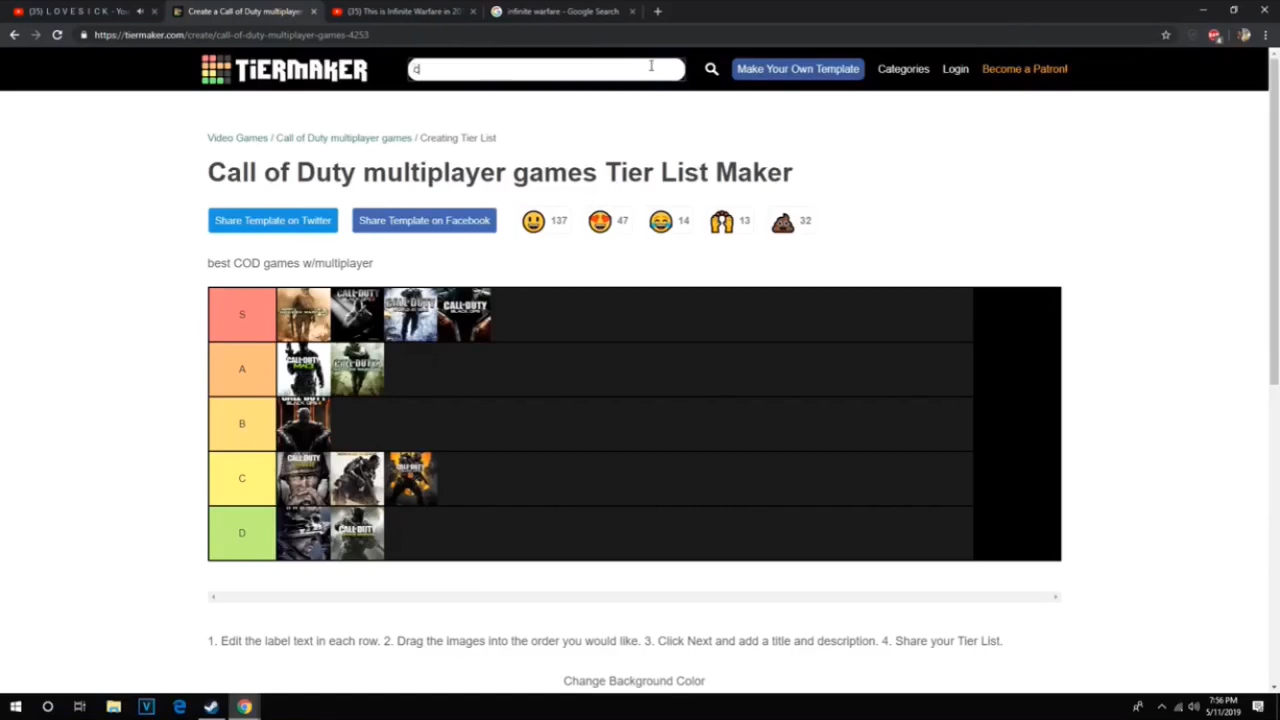 (35) L O V E S I C K - You
Create a Call of Duty multiplayer
(35) This is Infinite Warfare in 20
infinite warfare - Google Search
https://tiermaker.com/create/call-of-duty-multiplayer-games-4253
TIERMAKER
d
Make Your Own Template
Categories
Login
Become a Patron!
Video Games / Call of Duty multiplayer games / Creating Tier List
Call of Duty multiplayer games Tier List Maker
Share Template on Twitter
Share Template on Facebook
137
47
14
13
32
best COD games w/multiplayer
S
A
B
C
D
1. Edit the label text in each row. 2. Drag the images into the order you would like. 3. Click Next and add a title and description. 4. Share your Tier List.
Change Background Color
7:56 PM
5/11/2019